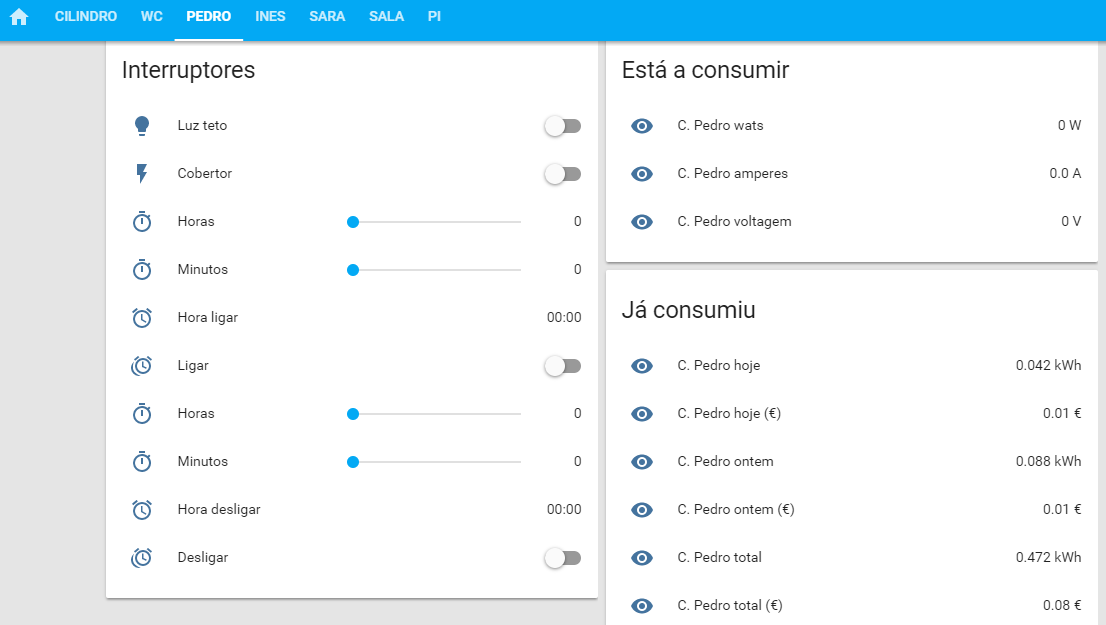 CILINDRO WC PEDRO INES SARA SALA PI
Interruptores
Luz teto
Cobertor
Horas 0
Minutos 0
Hora ligar 00:00
Ligar
Horas 0
Minutos 0
Hora desligar 00:00
Desligar
Está a consumir
C. Pedro wats 0 W
C. Pedro amperes 0.0 A
C. Pedro voltagem 0 V
Já consumiu
C. Pedro hoje 0.042 kWh
C. Pedro hoje (€) 0.01 €
C. Pedro ontem 0.088 kWh
C. Pedro ontem (€) 0.01 €
C. Pedro total 0.472 kWh
C. Pedro total (€) 0.08 €